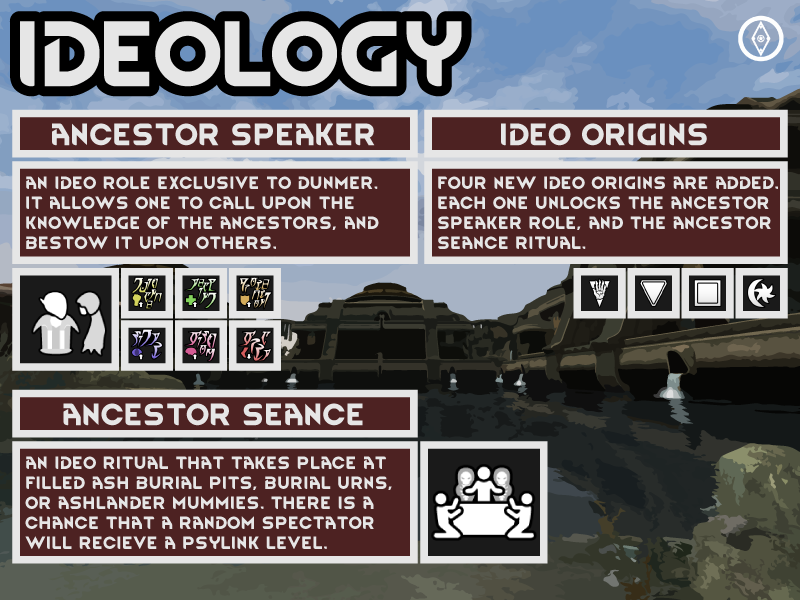 IDEOLOGY
ANCESTOR SPEAKER
AN IDEO ROLE EXCLUSIVE TO DUNMER.
IT ALLOWS ONE TO CALL UPON THE
KNOWLEDGE OF THE ANCESTORS, AND
BESTOW IT UPON OTHERS.
IDEO ORIGINS
FOUR NEW IDEO ORIGINS ARE ADDED.
EACH ONE UNLOCKS THE ANCESTOR
SPEAKER ROLE, AND THE ANCESTOR
SEANCE RITUAL.
ANCESTOR SEANCE
AN IDEO RITUAL THAT TAKES PLACE AT
FILLED ASH BURIAL PITS, BURIAL URNS,
OR ASHLANDER MUMMIES. THERE IS A
CHANCE THAT A RANDOM SPECTATOR
WILL RECIEVE A PSYLINK LEVEL.